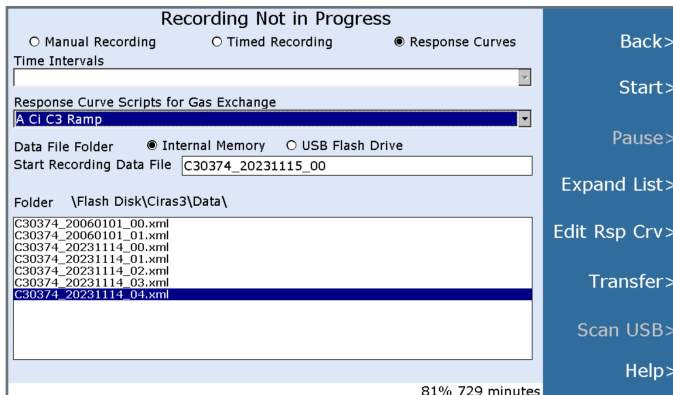 Recording Not in Progress
Manual Recording Timed Recording Response Curves
Time Intervals
Response Curve Scripts for Gas Exchange
A Ci C3 Ramp
Data File Folder Internal Memory USB Flash Drive
Start Recording Data File C30374_20231115_00
Folder \Flash Disk\Ciras3\Data\
C30374_20060101_00.xml
C30374_20060101_01.xml
C30374_20231114_00.xml
C30374_20231114_01.xml
C30374_20231114_02.xml
C30374_20231114_03.xml
C30374_20231114_04.xml
81% 729 minutes
Back>
Start>
Pause>
Expand List>
Edit Rsp Crv>
Transfer>
Scan USB>
Help>